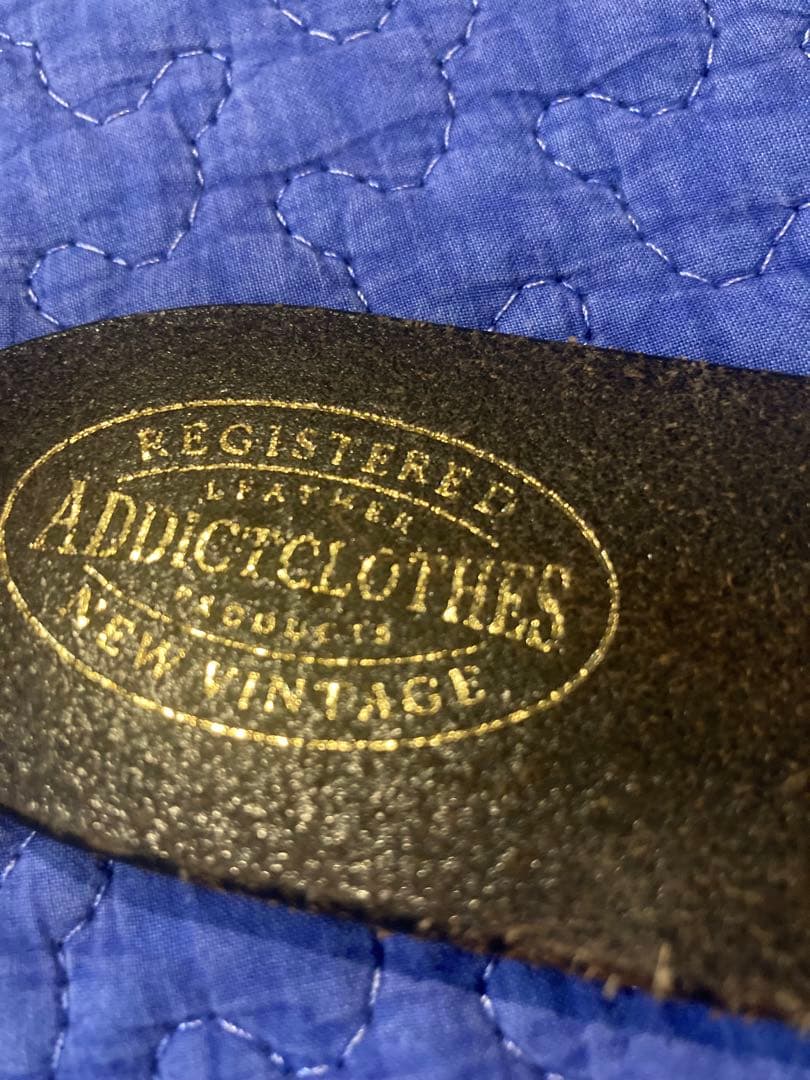 REGISTERED
LEATHER
ADDICTCLOTHES
PRODUCTS
NEW VINTAGE